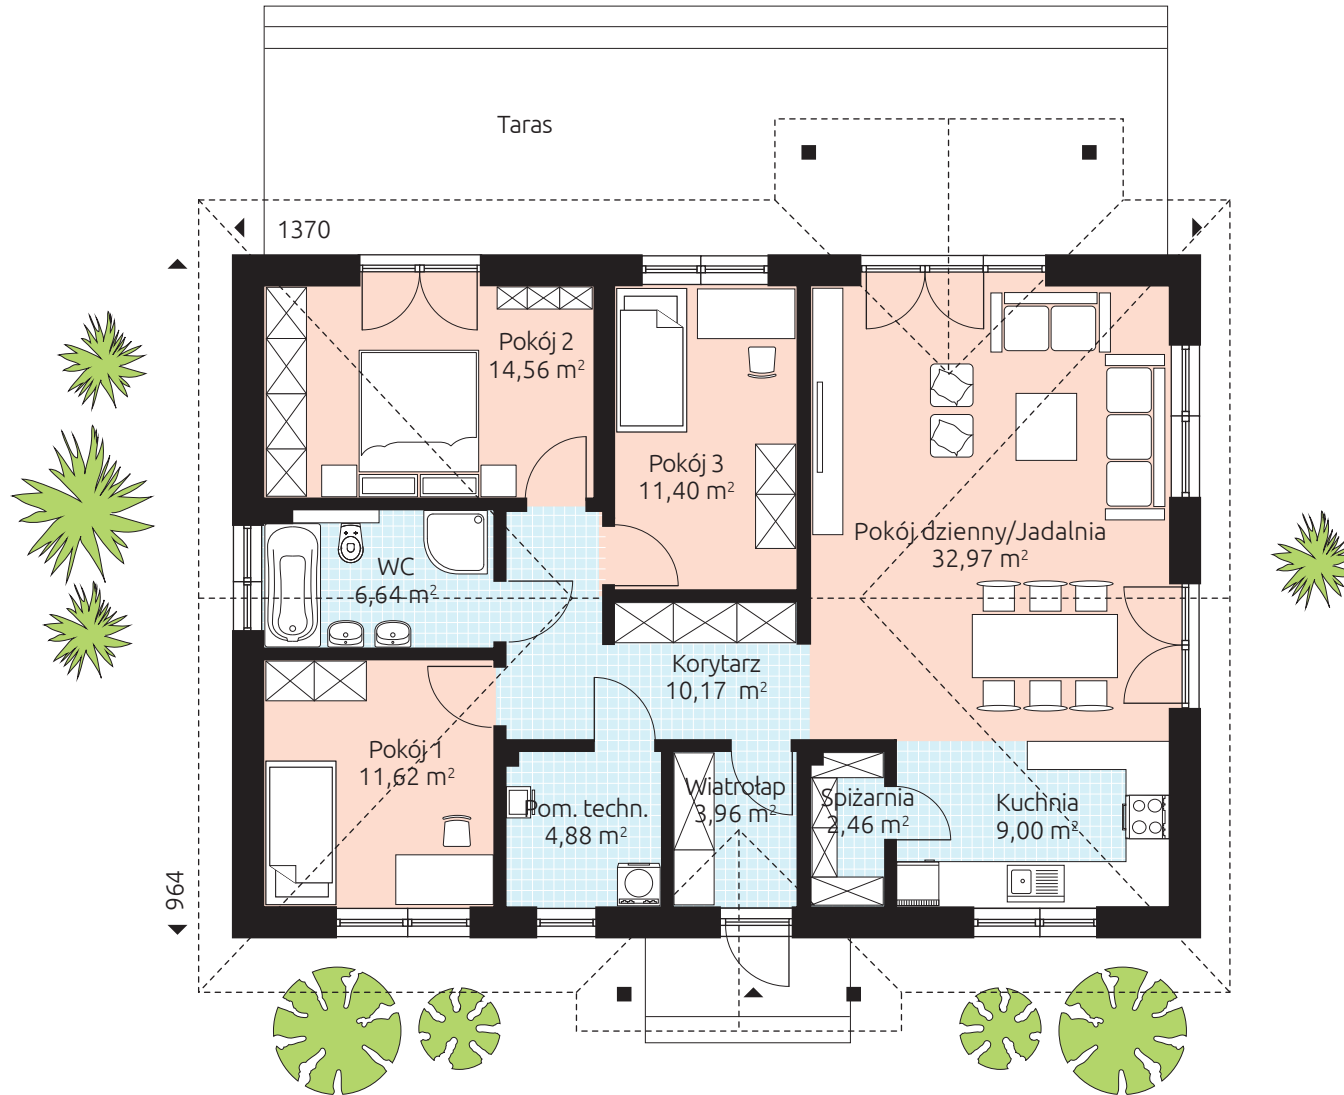 Taras
1370
Pokój 2
14,56 m²
Pokój 3
11,40 m²
Pokój dzienny/Jadalnia
32,97 m²
WC
6,64 m²
Korytarz
10,17 m²
Pokój 1
11,62 m²
Pom. techn.
4,88 m²
Wiatrołap
3,96 m²
Spiżarnia
2,46 m²
Kuchnia
9,00 m²
964